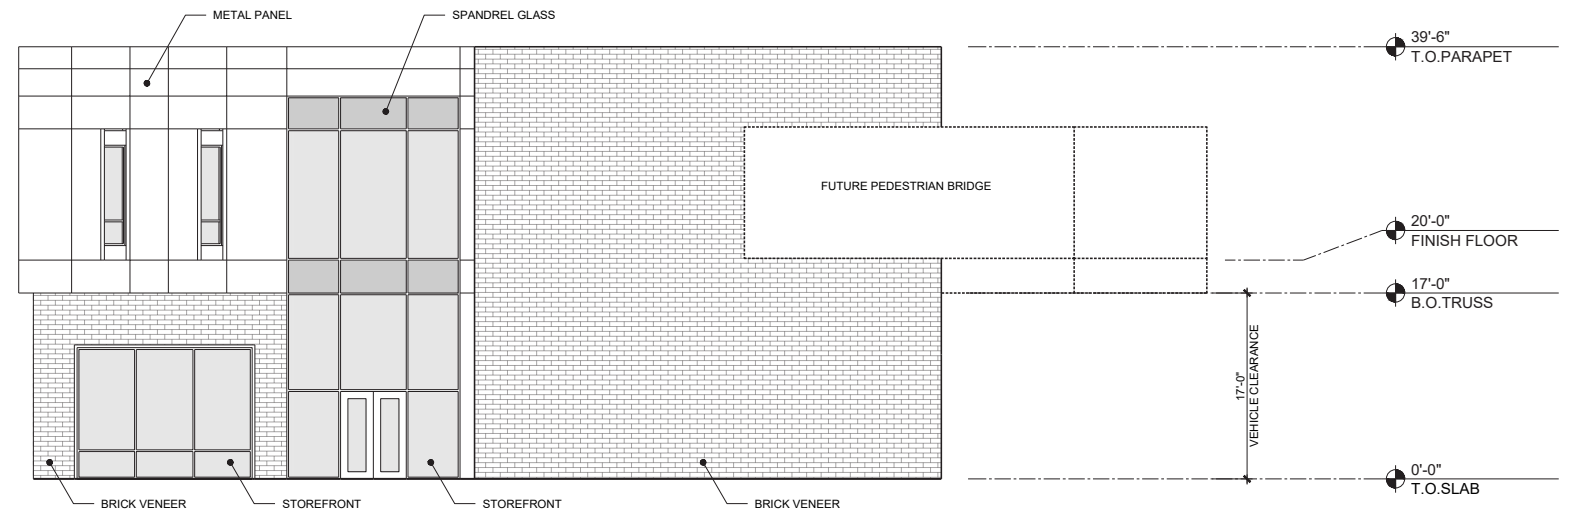 METAL PANEL
SPANDREL GLASS
39'-6"
T.O.PARAPET
FUTURE PEDESTRIAN BRIDGE
20'-0"
FINISH FLOOR
17'-0"
B.O.TRUSS
17'-0"
VEHICLE CLEARANCE
0'-0"
T.O.SLAB
BRICK VENEER
STOREFRONT
STOREFRONT
BRICK VENEER